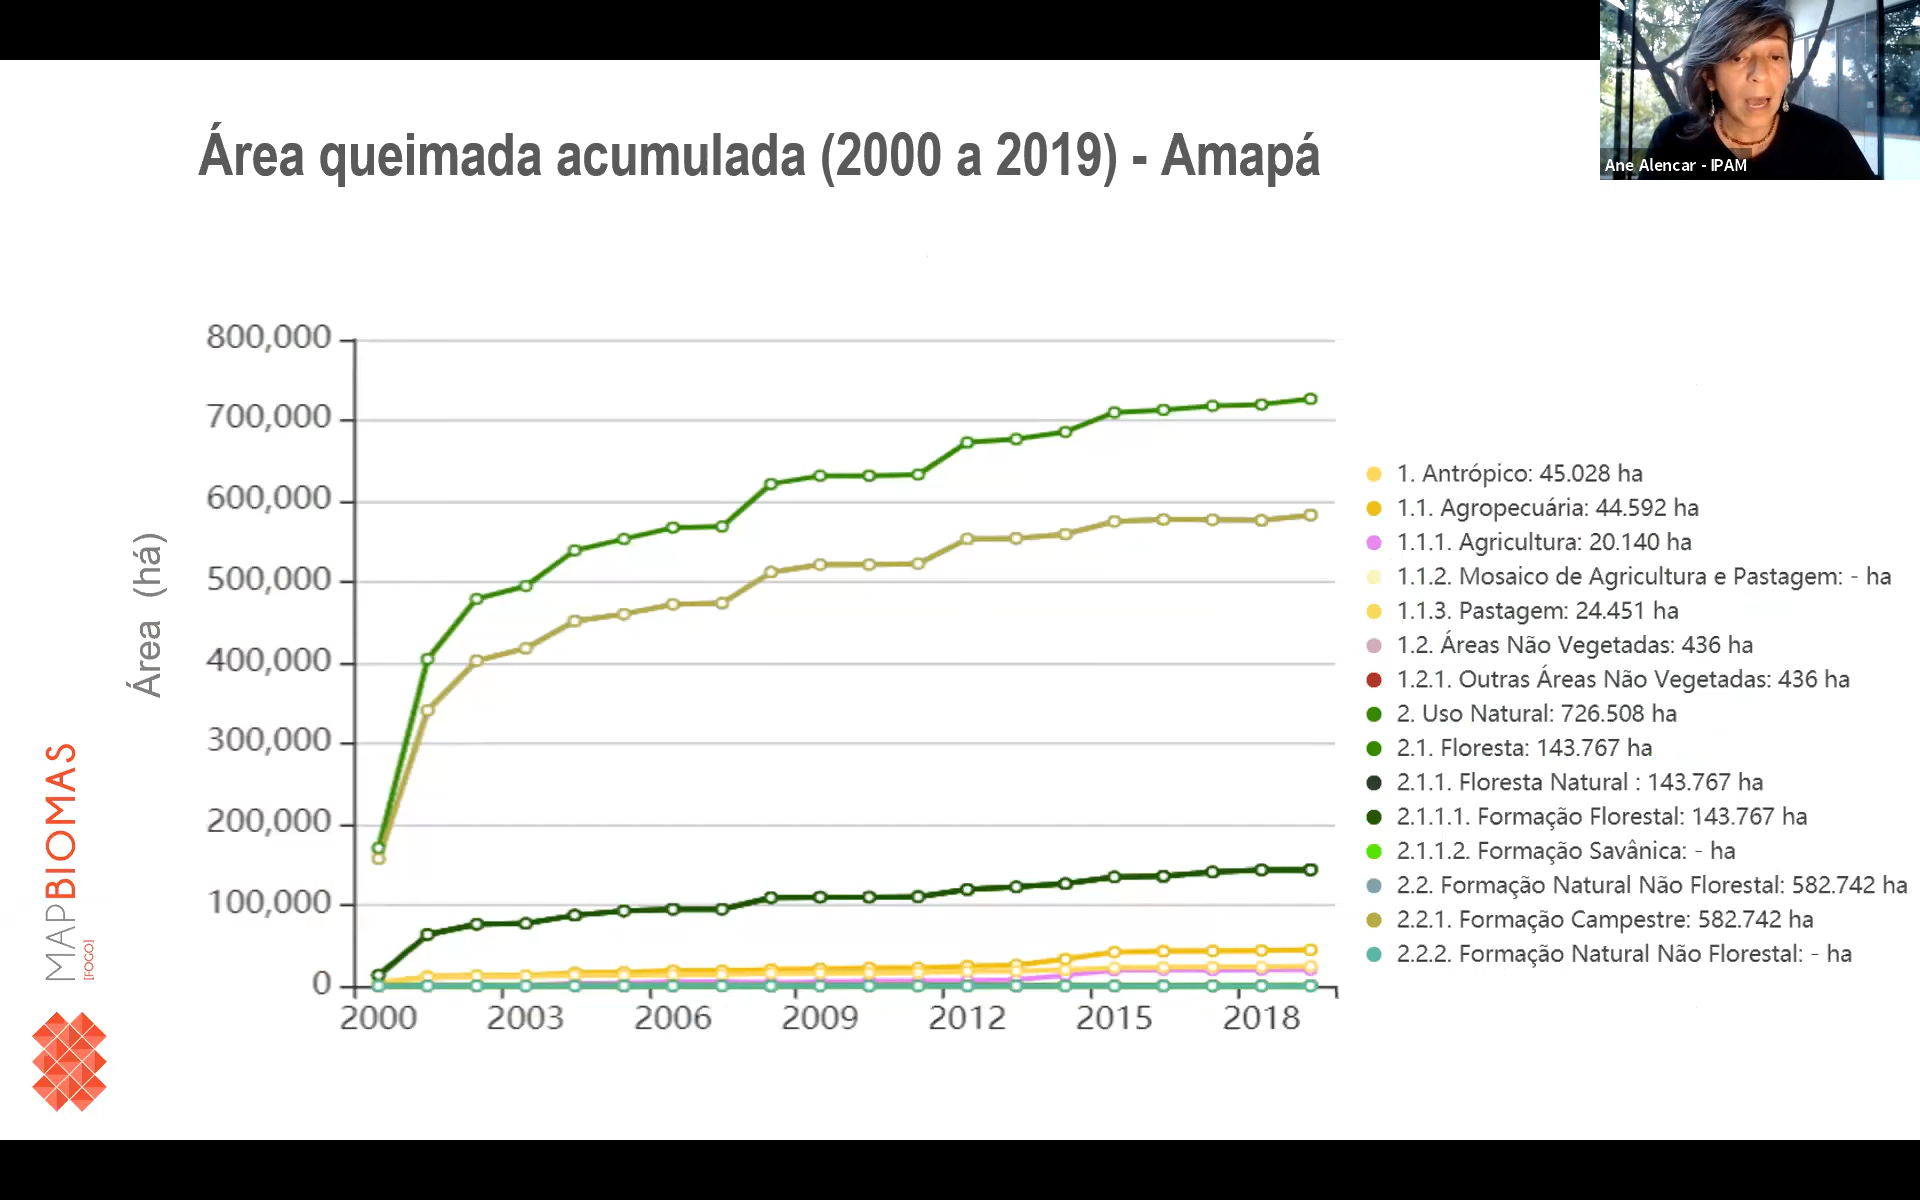 Ane Alencar - IPAM
Área queimada acumulada (2000 a 2019) - Amapá
Área (há)
800,000
700,000
600,000
500,000
400,000
300,000
200,000
100,000
0
2000 2003 2006 2009 2012 2015 2018
1. Antrópico: 45.028 ha
1.1. Agropecuária: 44.592 ha
1.1.1. Agricultura: 20.140 ha
1.1.2. Mosaico de Agricultura e Pastagem: - ha
1.1.3. Pastagem: 24.451 ha
1.2. Áreas Não Vegetadas: 436 ha
1.2.1. Outras Áreas Não Vegetadas: 436 ha
2. Uso Natural: 726.508 ha
2.1. Floresta: 143.767 ha
2.1.1. Floresta Natural : 143.767 ha
2.1.1.1. Formação Florestal: 143.767 ha
2.1.1.2. Formação Savânica: - ha
2.2. Formação Natural Não Florestal: 582.742 ha
2.2.1. Formação Campestre: 582.742 ha
2.2.2. Formação Natural Não Florestal: - ha
MAPBIOMAS
[FOGO]